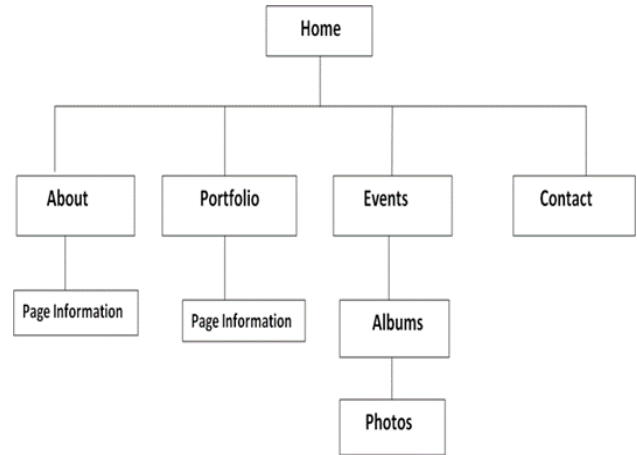 Home
About
Portfolio
Events
Contact
Page Information
Page Information
Albums
Photos